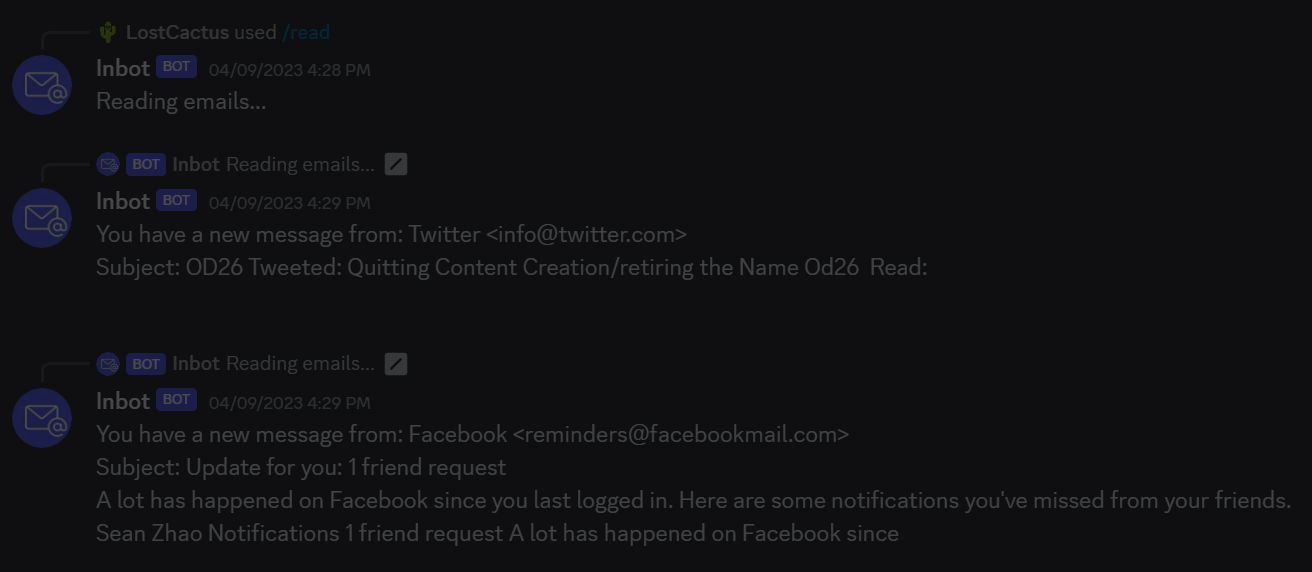 LostCactus used /read
Inbot BOT 04/09/2023 4:28 PM
Reading emails...
BOT Inbot Reading emails...
Inbot BOT 04/09/2023 4:29 PM
You have a new message from: Twitter <info@twitter.com>
Subject: OD26 Tweeted: Quitting Content Creation/retiring the Name Od26  Read:
BOT Inbot Reading emails...
Inbot BOT 04/09/2023 4:29 PM
You have a new message from: Facebook <reminders@facebookmail.com>
Subject: Update for you: 1 friend request
A lot has happened on Facebook since you last logged in. Here are some notifications you've missed from your friends.
Sean Zhao Notifications 1 friend request A lot has happened on Facebook since